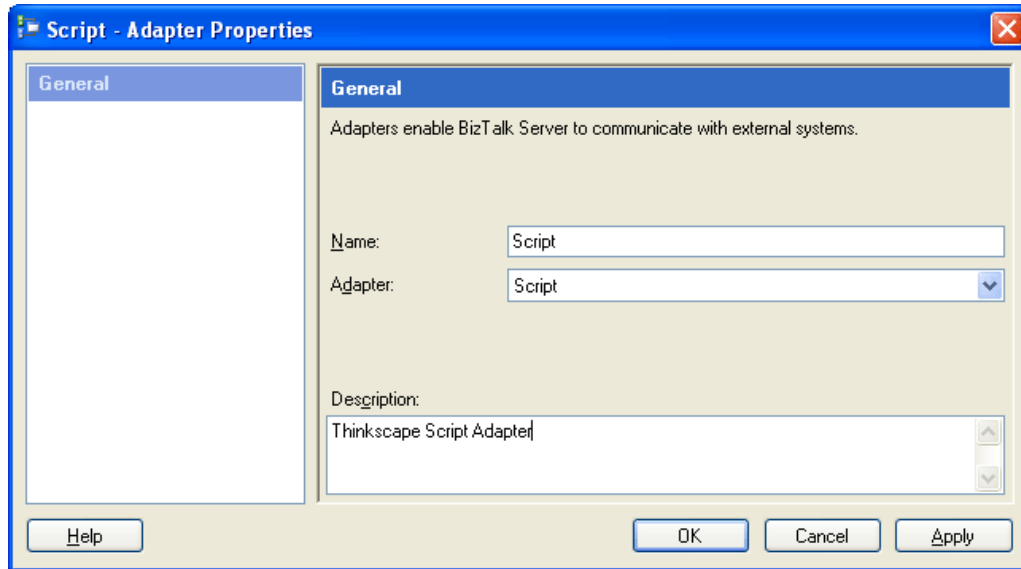 Script - Adapter Properties
General
General
Adapters enable BizTalk Server to communicate with external systems.
Name:
Script
Adapter:
Script
Description:
Thinkscape Script Adapter
Help
OK
Cancel
Apply